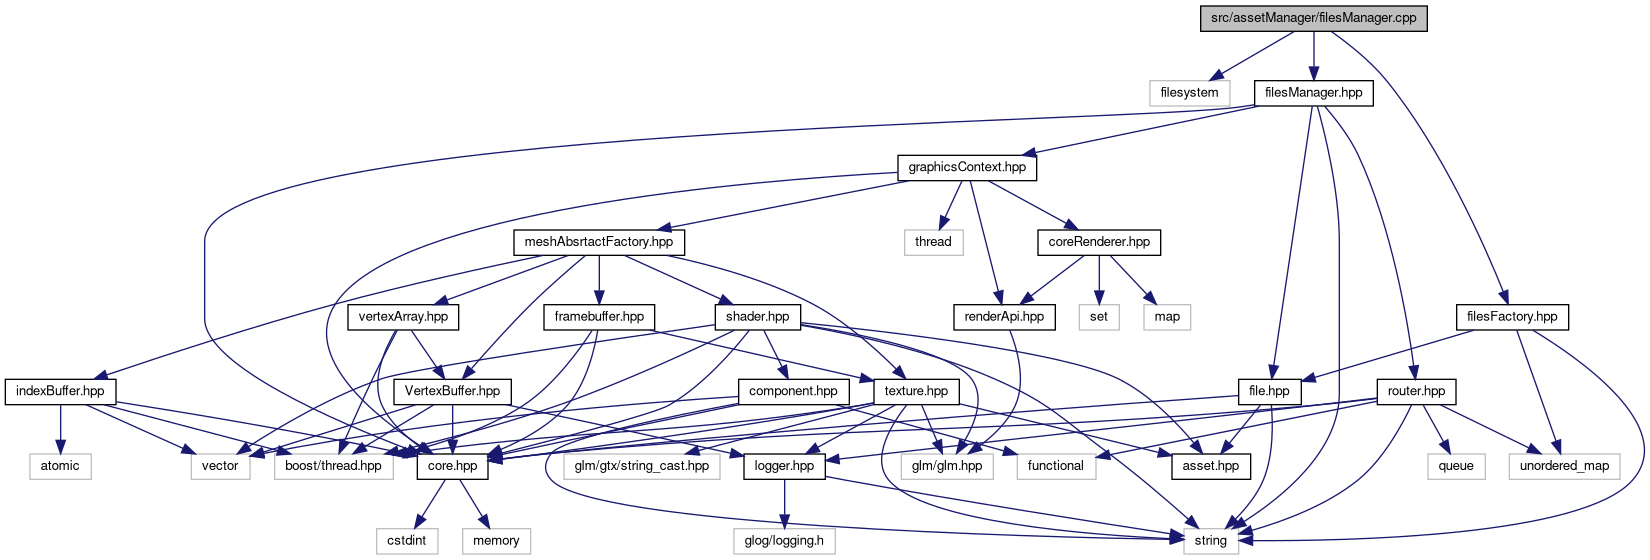 src/assetManager/filesManager.cpp
filesystem
filesManager.hpp
graphicsContext.hpp
meshAbsrtactFactory.hpp
thread
coreRenderer.hpp
vertexArray.hpp
framebuffer.hpp
shader.hpp
renderApi.hpp
set
map
filesFactory.hpp
indexBuffer.hpp
VertexBuffer.hpp
component.hpp
texture.hpp
file.hpp
router.hpp
atomic
vector
boost/thread.hpp
core.hpp
glm/gtx/string_cast.hpp
logger.hpp
glm/glm.hpp
functional
asset.hpp
queue
unordered_map
cstdint
memory
glog/logging.h
string